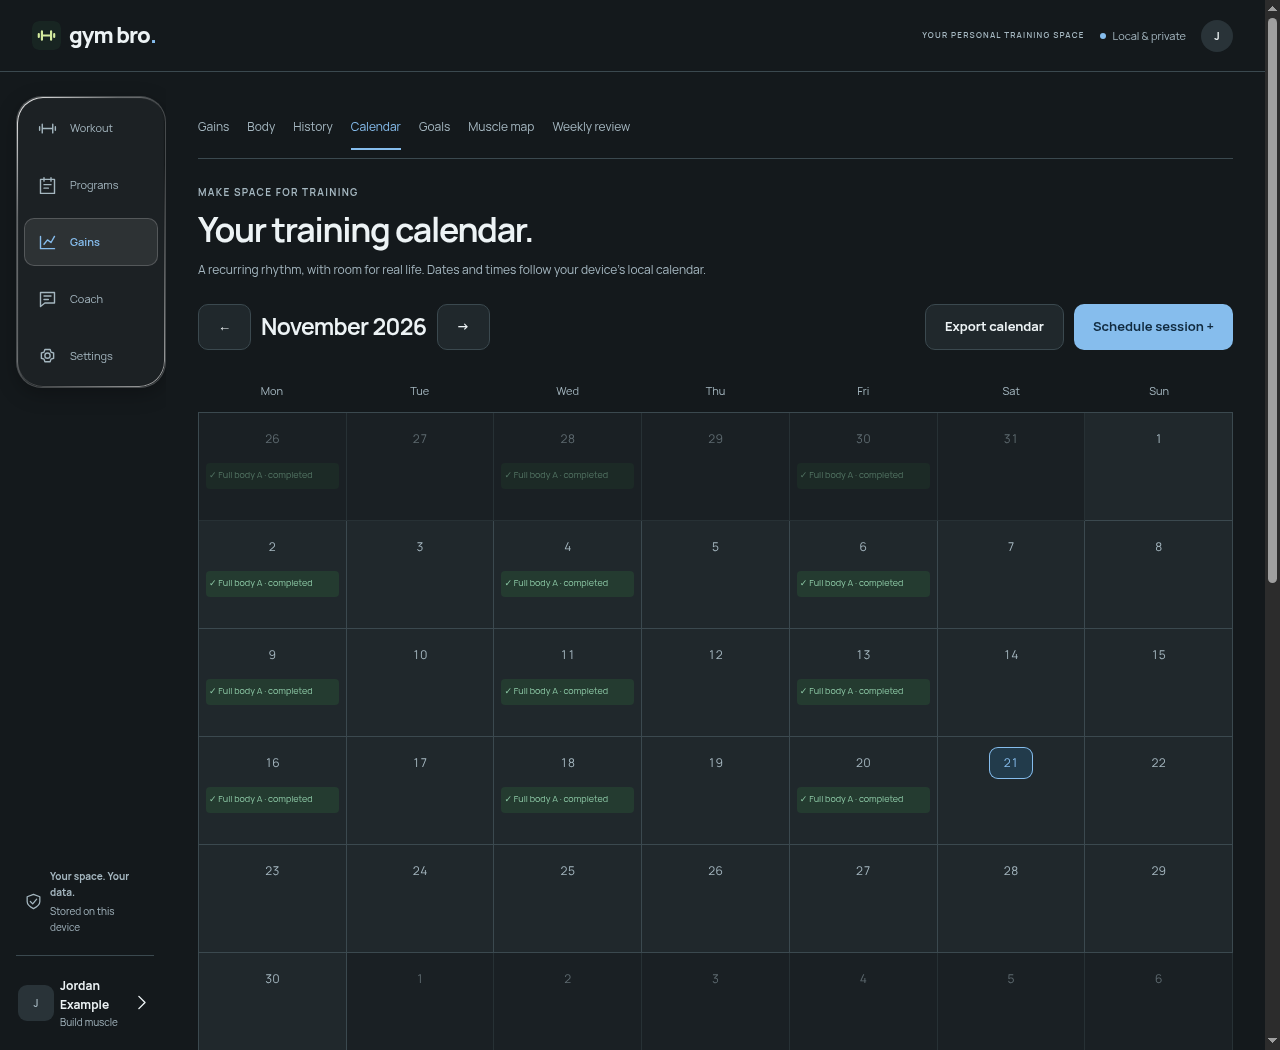 gym bro.
YOUR PERSONAL TRAINING SPACE
Local & private
J
Workout
Programs
Gains
Coach
Settings
Your space. Your
data.
Stored on this
device
J
Jordan
Example
Build muscle
Gains Body History Calendar Goals Muscle map Weekly review
MAKE SPACE FOR TRAINING
Your training calendar.
A recurring rhythm, with room for real life. Dates and times follow your device's local calendar.
← November 2026 →
Export calendar
Schedule session +
Mon Tue Wed Thu Fri Sat Sun
26 27 28 29 30 31 1
✓ Full body A · completed ✓ Full body A · completed ✓ Full body A · completed
2 3 4 5 6 7 8
✓ Full body A · completed ✓ Full body A · completed ✓ Full body A · completed
9 10 11 12 13 14 15
✓ Full body A · completed ✓ Full body A · completed ✓ Full body A · completed
16 17 18 19 20 21 22
✓ Full body A · completed ✓ Full body A · completed ✓ Full body A · completed
23 24 25 26 27 28 29
30 1 2 3 4 5 6